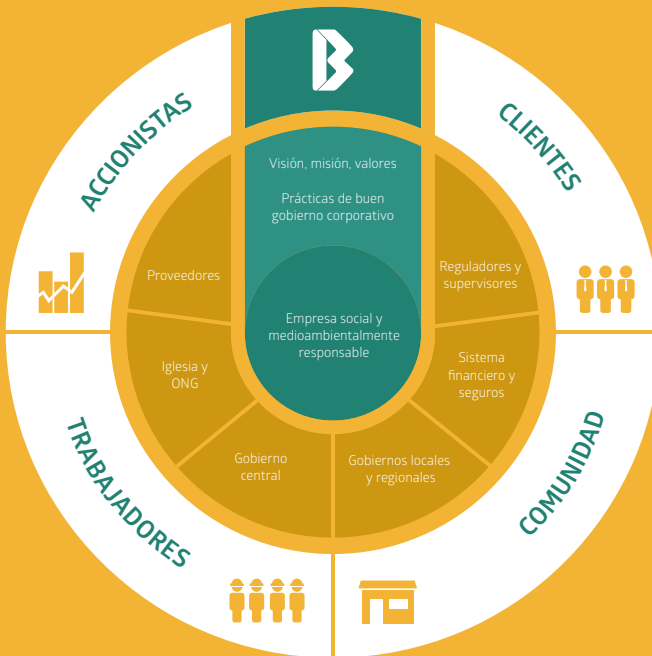 ACCIONISTAS
CLIENTES
Visión, misión, valores
Prácticas de buen
gobierno corporativo
Proveedores
Reguladores y
supervisores
Empresa social y
medioambientalmente
responsable
Iglesia y
ONG
Sistema
financiero y
seguros
Gobierno
central
Gobiernos locales
y regionales
TRABAJADORES
COMUNIDAD